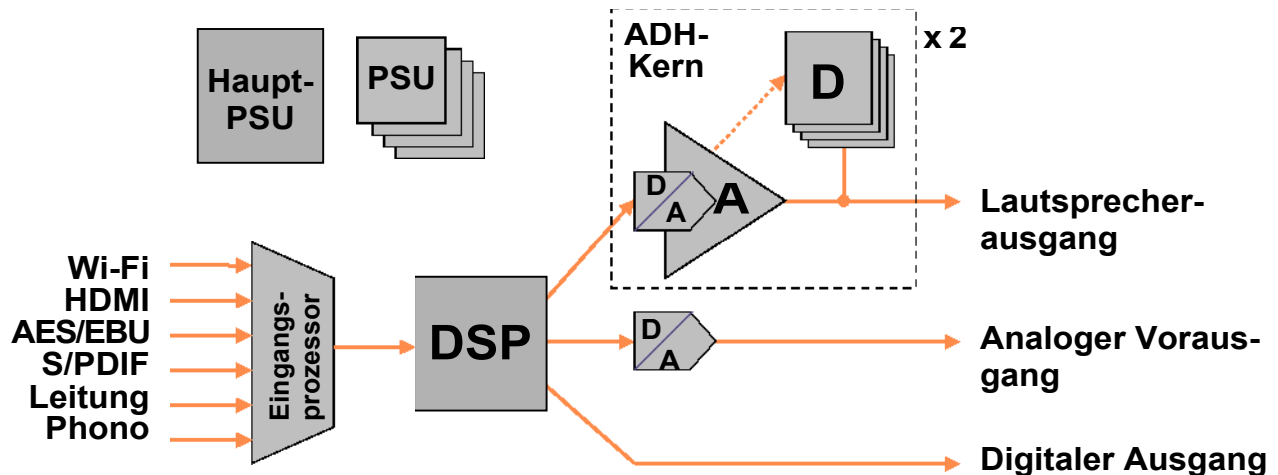 Haupt-
PSU
PSU
ADH-
Kern
x 2
D
D
A
A
Lautsprecher-
ausgang
Wi-Fi
HDMI
AES/EBU
S/PDIF
Leitung
Phono
Eingangs-
prozessor
DSP
D
A
Analoger Voraus-
gang
Digitaler Ausgang